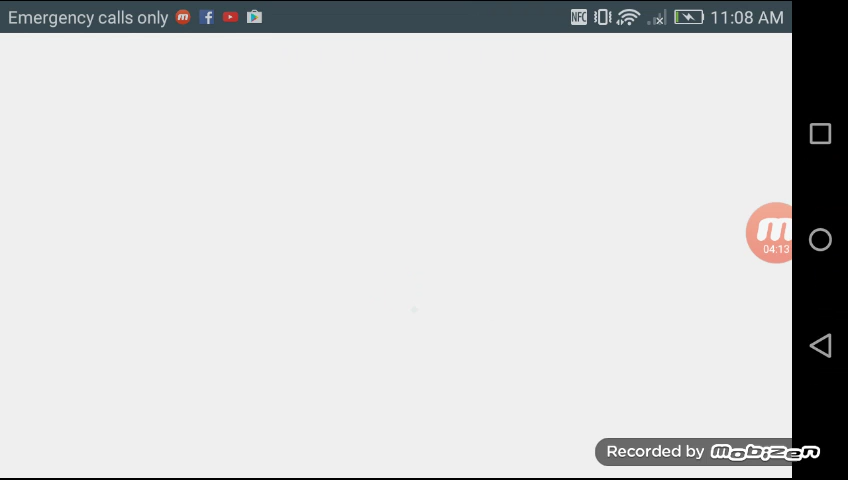 Emergency calls only
NFC
11:08 AM
m
04:13
Recorded by mobizen